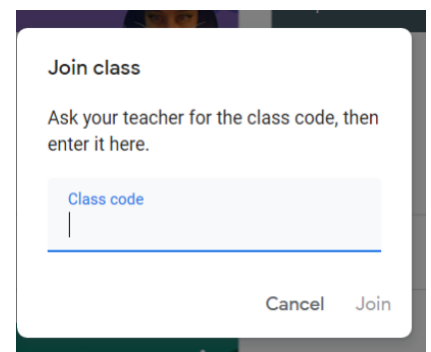 Join class
Ask your teacher for the class code, then
enter it here.
Class code
Cancel Join